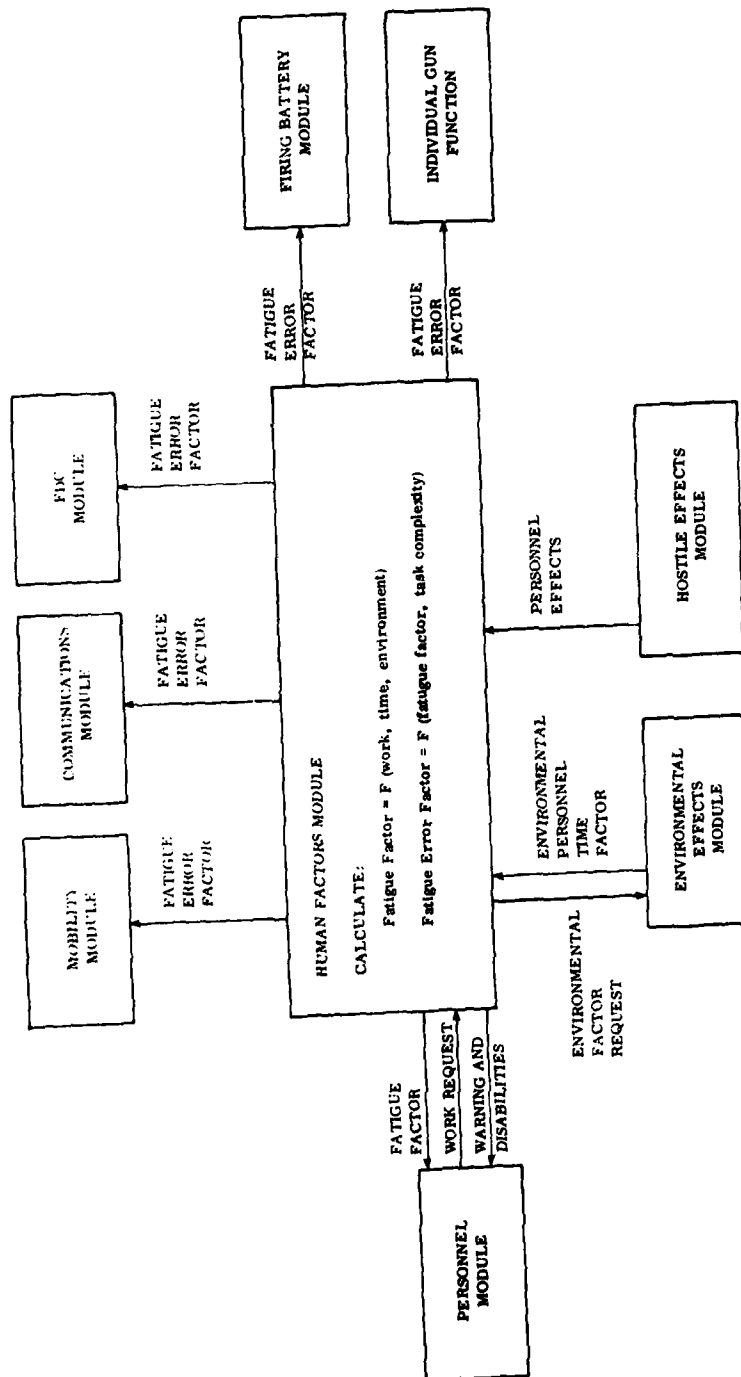 MOBILITY
MODULE
COMMUNICATIONS
MODULE
FDC
MODULE
FATIGUE
ERROR
FACTOR
FATIGUE
ERROR
FACTOR
FATIGUE
ERROR
FACTOR
FIRING BATTERY
MODULE
INDIVIDUAL GUN
FUNCTION
FATIGUE
ERROR
FACTOR
FATIGUE
ERROR
FACTOR
HUMAN FACTORS MODULE
CALCULATE:
Fatigue Factor = F (work, time, environment)
Fatigue Error Factor = F (fatugue factor, task complexity)
PERSONNEL
MODULE
FATIGUE
FACTOR
WORK REQUEST
WARNING AND
DISABILITIES
ENVIRONMENTAL
FACTOR
REQUEST
ENVIRONMENTAL
PERSONNEL
TIME
FACTOR
PERSONNEL
EFFECTS
ENVIRONMENTAL
EFFECTS
MODULE
HOSTILE EFFECTS
MODULE